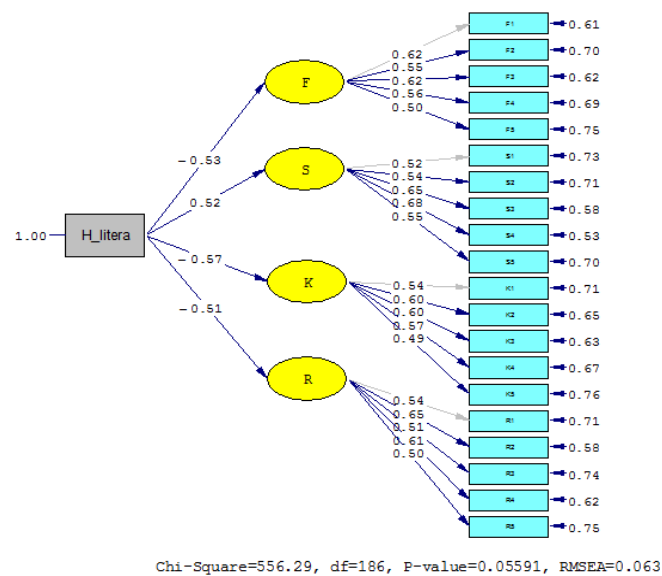 F1 0.61
0.62
F2 0.70
0.55
F3 0.62
0.62
F
0.56
F4 0.69
0.50
F5 0.75
S1 0.73
−0.53
0.52
S
0.54
S2 0.71
0.65
0.52
S3 0.58
0.68
0.55
S4 0.53
1.00 H_litera
S5 0.70
−0.57
K
0.54
K1 0.71
0.60
K2 0.65
0.60
−0.51
0.57
K3 0.63
0.49
K4 0.67
R
K5 0.76
0.54
R1 0.71
0.65
0.51
R2 0.58
0.61
0.50
R3 0.74
R4 0.62
R5 0.75
Chi-Square=556.29, df=186, P-value=0.05591, RMSEA=0.063